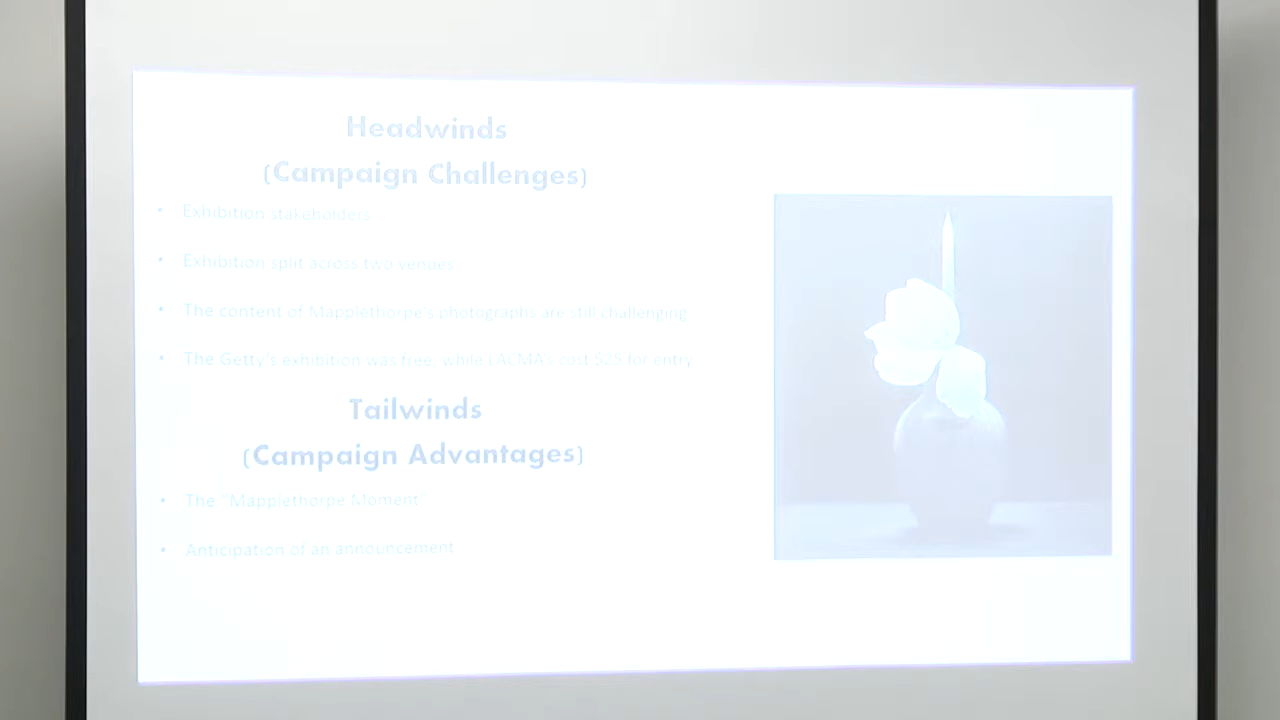 Headwinds
(Campaign Challenges)
• Exhibition stakeholders
• Exhibition split across two venues
• The content of Mapplethorpe's photographs are still challenging
• The Getty's exhibition was free, while LACMA's cost $25 for entry
Tailwinds
(Campaign Advantages)
• The "Mapplethorpe Moment"
• Anticipation of an announcement